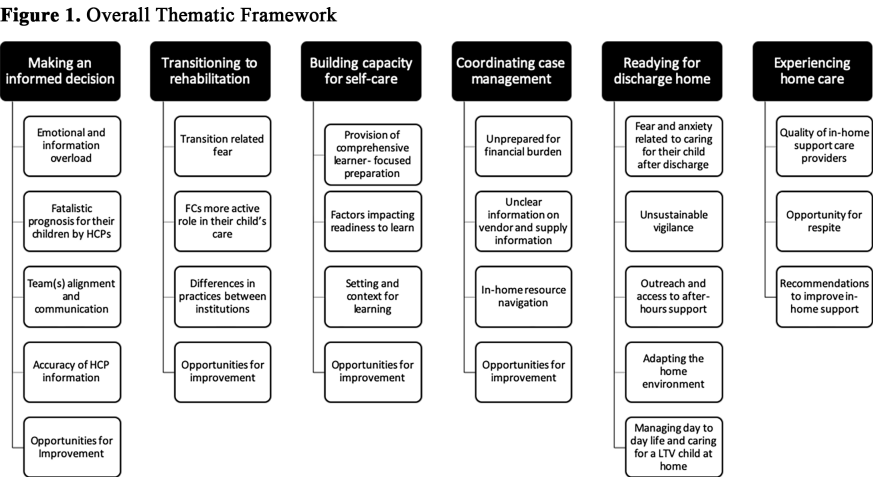 Figure 1. Overall Thematic Framework
Making an
informed decision
Emotional and
information
overload
Fatalistic
prognosis for their
children by HCPs
Team(s) alignment
and
communication
Accuracy of HCP
information
Opportunities for
Improvement
Transitioning to
rehabilitation
Transition related
fear
FCs more active
role in their child's
care
Differences in
practices between
institutions
Opportunities for
improvement
Building capacity
for self-care
Provision of
comprehensive
learner- focused
preparation
Factors impacting
readiness to learn
Setting and
context for
learning
Opportunities for
improvement
Coordinating case
management
Unprepared for
financial burden
Unclear
information on
vendor and supply
information
In-home resource
navigation
Opportunities for
improvement
Readying for
discharge home
Fear and anxiety
related to caring
for their child
after discharge
Unsustainable
vigilance
Outreach and
access to after-
hours support
Adapting the
home
environment
Managing day to
day life and caring
for a LTV child at
home
Experiencing
home care
Quality of in-home
support care
providers
Opportunity for
respite
Recommendations
to improve in-
home support